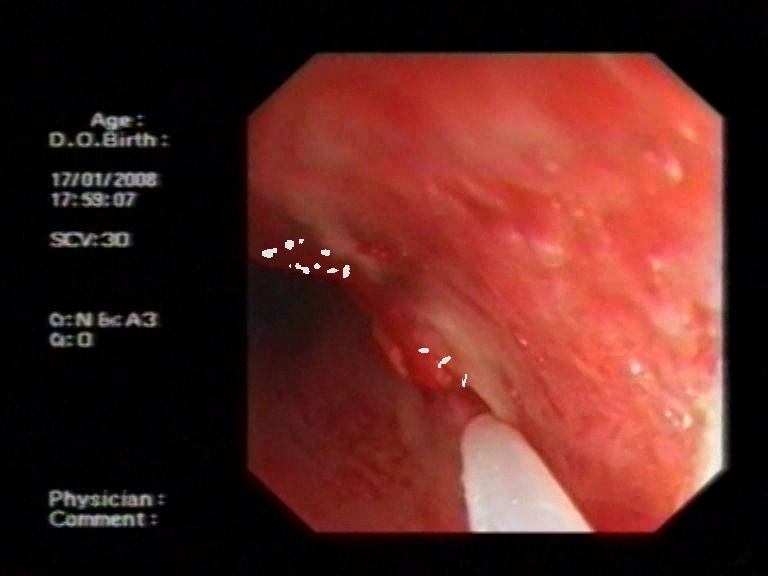 Age:
D.O.Birth:
17/01/2008
17:59:07
SCV:30
Physician:
Comment: